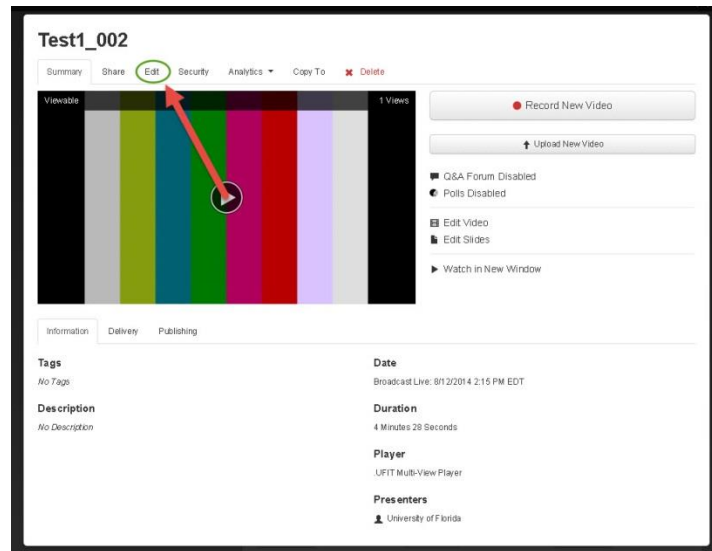 Test1_002
Summary Share Edit Security Analytics Copy To Delete
Viewable 1 Views
Record New Video
Upload New Video
Q&A Forum Disabled
Polls Disabled
Edit Video
Edit Slides
Watch in New Window
Information Delivery Publishing
Tags
No Tags
Description
No Description
Date
Broadcast Live: 8/12/2014 2:15 PM EDT
Duration
4 Minutes 28 Seconds
Player
.UFIT Multi-View Player
Presenters
University of Florida